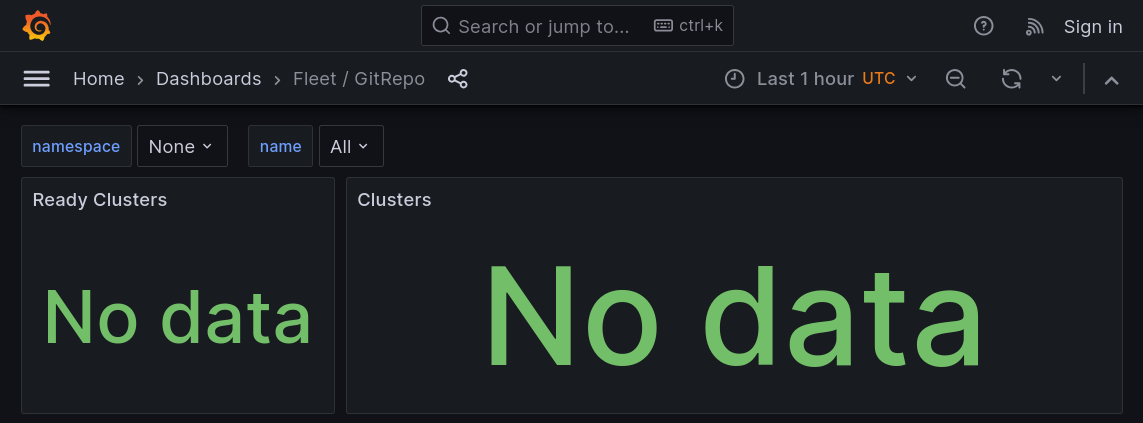 Search or jump to... ctrl+k Sign in
Home > Dashboards > Fleet / GitRepo Last 1 hour UTC
namespace None name All
Ready Clusters Clusters
No data No data